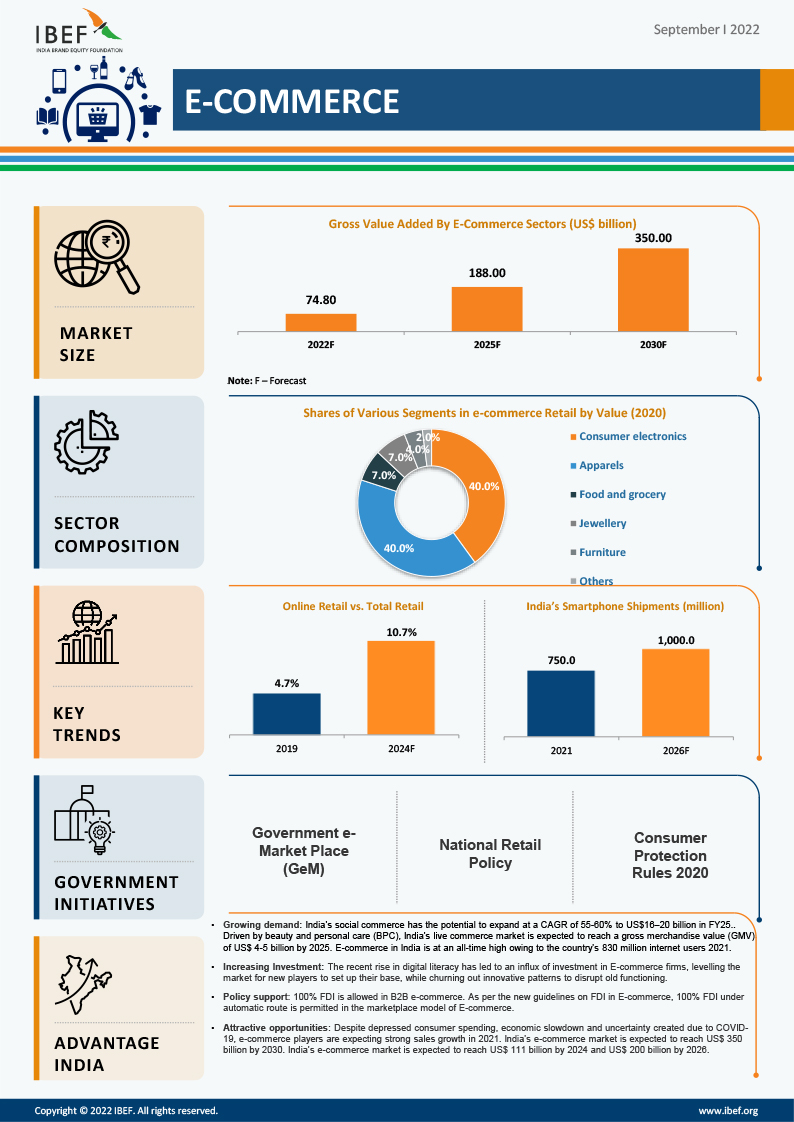 IBEF
INDIA BRAND EQUITY FOUNDATION
September I 2022
E-COMMERCE
MARKET
SIZE
Gross Value Added By E-Commerce Sectors (US$ billion)
74.80
188.00
350.00
2022F
2025F
2030F
Note: F – Forecast
SECTOR
COMPOSITION
Shares of Various Segments in e-commerce Retail by Value (2020)
40.0%
40.0%
7.0%
7.0%
4.0%
2.0%
Consumer electronics
Apparels
Food and grocery
Jewellery
Furniture
Others
KEY
TRENDS
Online Retail vs. Total Retail
4.7%
10.7%
2019
2024F
India's Smartphone Shipments (million)
750.0
1,000.0
2021
2026F
GOVERNMENT
INITIATIVES
Government e-
Market Place
(GeM)
National Retail
Policy
Consumer
Protection
Rules 2020
ADVANTAGE
INDIA
• Growing demand: India's social commerce has the potential to expand at a CAGR of 55-60% to US$16–20 billion in FY25..
Driven by beauty and personal care (BPC), India's live commerce market is expected to reach a gross merchandise value (GMV)
of US$ 4-5 billion by 2025. E-commerce in India is at an all-time high owing to the country's 830 million internet users 2021.
• Increasing Investment: The recent rise in digital literacy has led to an influx of investment in E-commerce firms, levelling the
market for new players to set up their base, while churning out innovative patterns to disrupt old functioning.
• Policy support: 100% FDI is allowed in B2B e-commerce. As per the new guidelines on FDI in E-commerce, 100% FDI under
automatic route is permitted in the marketplace model of E-commerce.
• Attractive opportunities: Despite depressed consumer spending, economic slowdown and uncertainty created due to COVID-
19, e-commerce players are expecting strong sales growth in 2021. India's e-commerce market is expected to reach US$ 350
billion by 2030. India's e-commerce market is expected to reach US$ 111 billion by 2024 and US$ 200 billion by 2026.
Copyright © 2022 IBEF. All rights reserved.
www.ibef.org